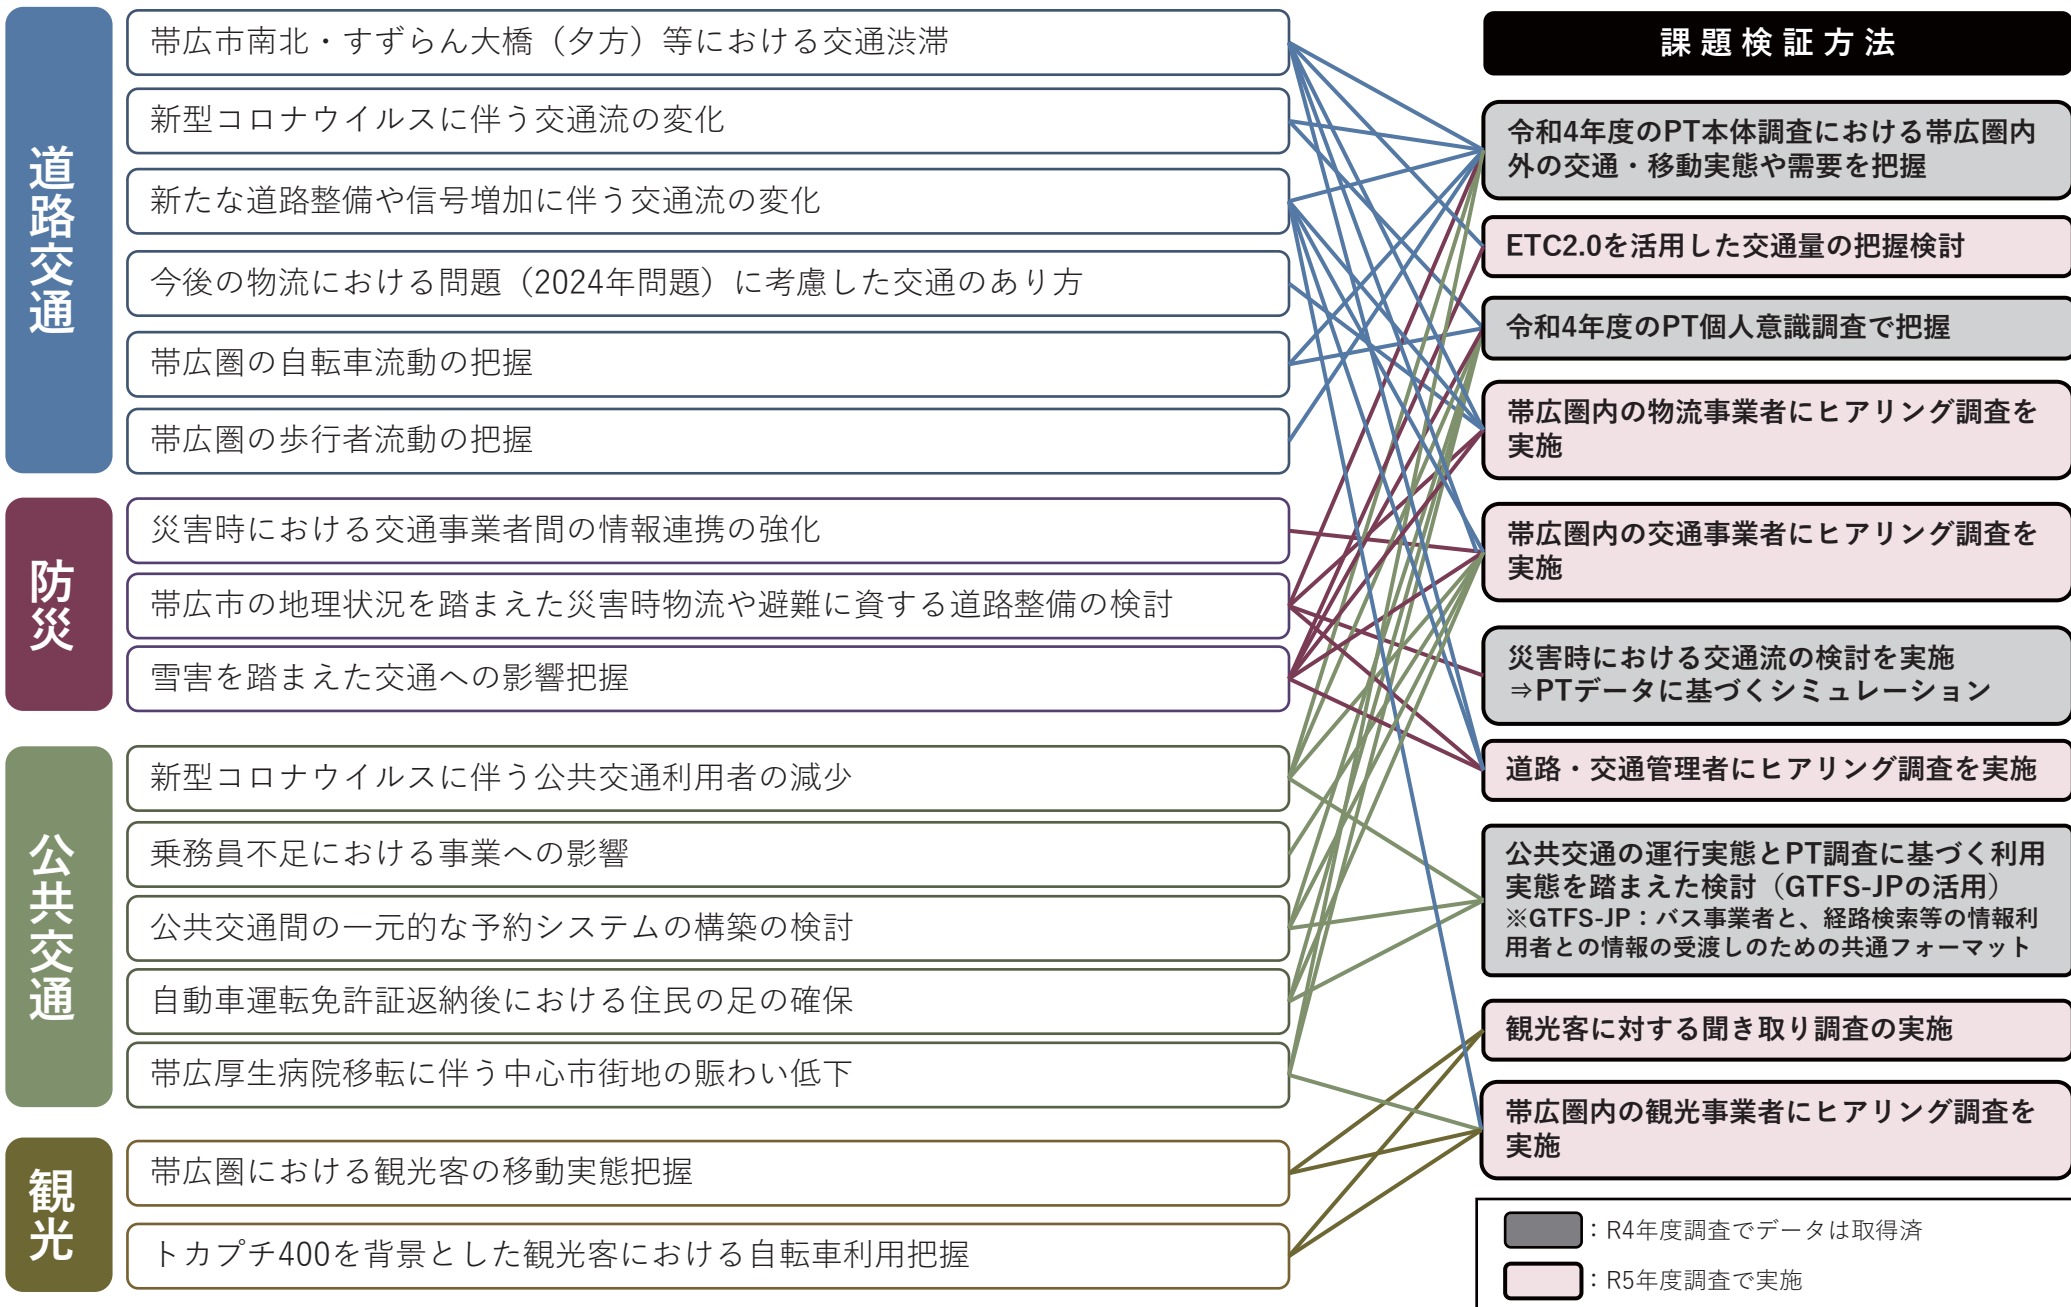 道路交通
帯広市南北・すずらん大橋（夕方）等における交通渋滞
新型コロナウイルスに伴う交通流の変化
新たな道路整備や信号増加に伴う交通流の変化
今後の物流における問題（2024年問題）に考慮した交通のあり方
帯広圏の自転車流動の把握
帯広圏の歩行者流動の把握
防災
災害時における交通事業者間の情報連携の強化
帯広市の地理状況を踏まえた災害時物流や避難に資する道路整備の検討
雪害を踏まえた交通への影響把握
公共交通
新型コロナウイルスに伴う公共交通利用者の減少
乗務員不足における事業への影響
公共交通間の一元的な予約システムの構築の検討
自動車運転免許証返納後における住民の足の確保
帯広厚生病院移転に伴う中心市街地の賑わい低下
観光
帯広圏における観光客の移動実態把握
トカプチ400を背景とした観光客における自転車利用把握
課題検証方法
令和4年度のPT本体調査における帯広圏内
外の交通・移動実態や需要を把握
ETC2.0を活用した交通量の把握検討
令和4年度のPT個人意識調査で把握
帯広圏内の物流事業者にヒアリング調査を
実施
帯広圏内の交通事業者にヒアリング調査を
実施
災害時における交通流の検討を実施
⇒PTデータに基づくシミュレーション
道路・交通管理者にヒアリング調査を実施
公共交通の運行実態とPT調査に基づく利用
実態を踏まえた検討（GTFS-JPの活用）
※GTFS-JP：バス事業者と、経路検索等の情報利
用者との情報の受渡しのための共通フォーマット
観光客に対する聞き取り調査の実施
帯広圏内の観光事業者にヒアリング調査を
実施
：R4年度調査でデータは取得済
：R5年度調査で実施